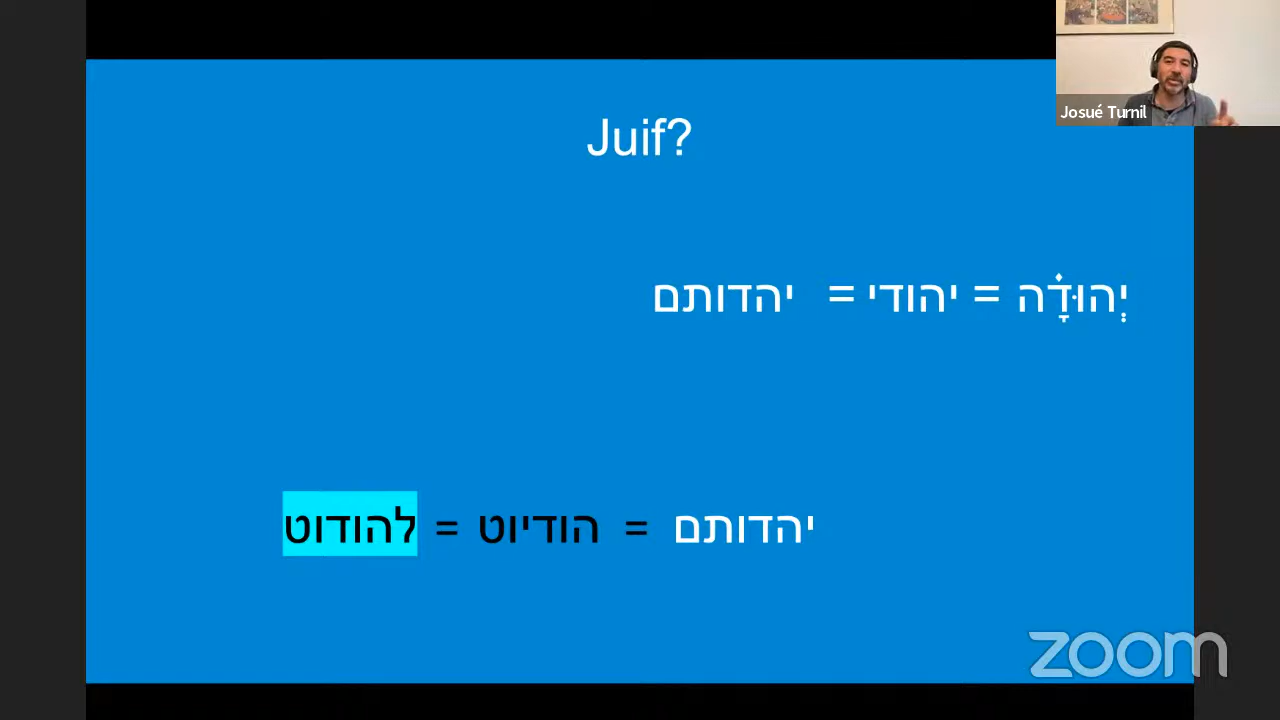 Josué Turnil
Juif?
יְהוּדָ֗ה = יהודי = יהדותם
יהדותם = הודיוט = להודוט
zoom